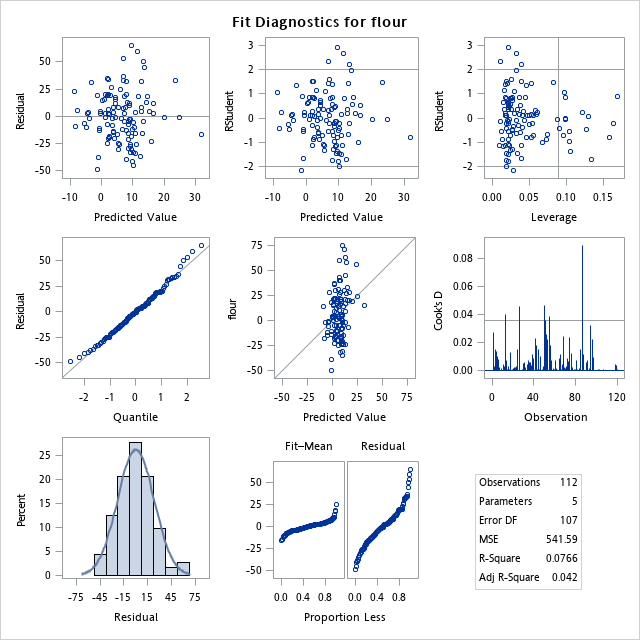 Fit Diagnostics for flour
Residual
50
25
0
-25
-50
-10 0 10 20 30
Predicted Value
RStudent
3
2
1
0
-1
-2
-10 0 10 20 30
Predicted Value
RStudent
3
2
1
0
-1
-2
0.00 0.05 0.10 0.15
Leverage
Residual
50
25
0
-25
-50
-2 -1 0 1 2
Quantile
flour
75
50
25
0
-25
-50
-50 -25 0 25 50 75
Predicted Value
Cook's D
0.08
0.06
0.04
0.02
0.00
0 40 80 120
Observation
Percent
25
20
15
10
5
0
-75 -45 -15 15 45 75
Residual
Fit–Mean Residual
50
25
0
-25
-50
0.0 0.4 0.8 0.0 0.4 0.8
Proportion Less
Observations 112
Parameters 5
Error DF 107
MSE 541.59
R-Square 0.0766
Adj R-Square 0.042